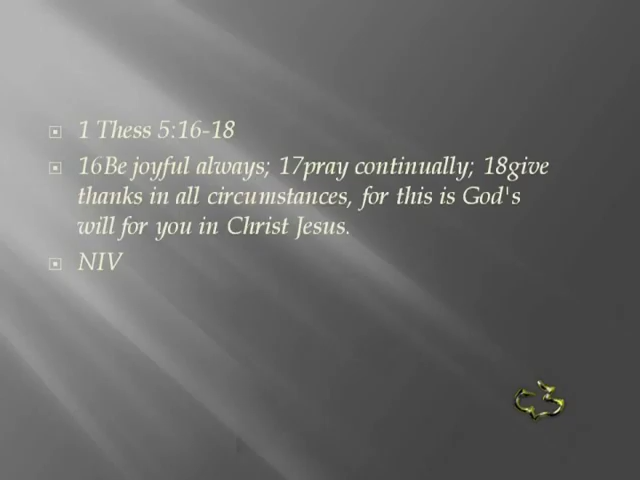 1 Thess 5:16-18
16Be joyful always; 17pray continually; 18give
thanks in all circumstances, for this is God's
will for you in Christ Jesus.
NIV